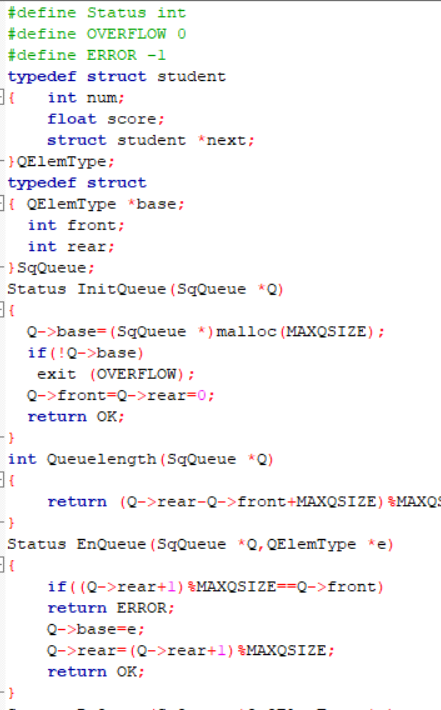 #define Status int
#define OVERFLOW 0
#define ERROR -1
typedef struct student
{ int num;
float score;
struct student *next;
}QElemType;
typedef struct
{ QElemType *base;
int front;
int rear;
}SqQueue;
Status InitQueue(SqQueue *Q)
{
Q->base=(SqQueue *)malloc(MAXQSIZE);
if(!Q->base)
exit (OVERFLOW);
Q->front=Q->rear=0;
return OK;
}
int Queuelength(SqQueue *Q)
{
return (Q->rear-Q->front+MAXQSIZE)%MAXQS
}
Status EnQueue(SqQueue *Q,QElemType *e)
{
if((Q->rear+1)%MAXQSIZE==Q->front)
return ERROR;
Q->base=e;
Q->rear=(Q->rear+1)%MAXQSIZE;
return OK;
}